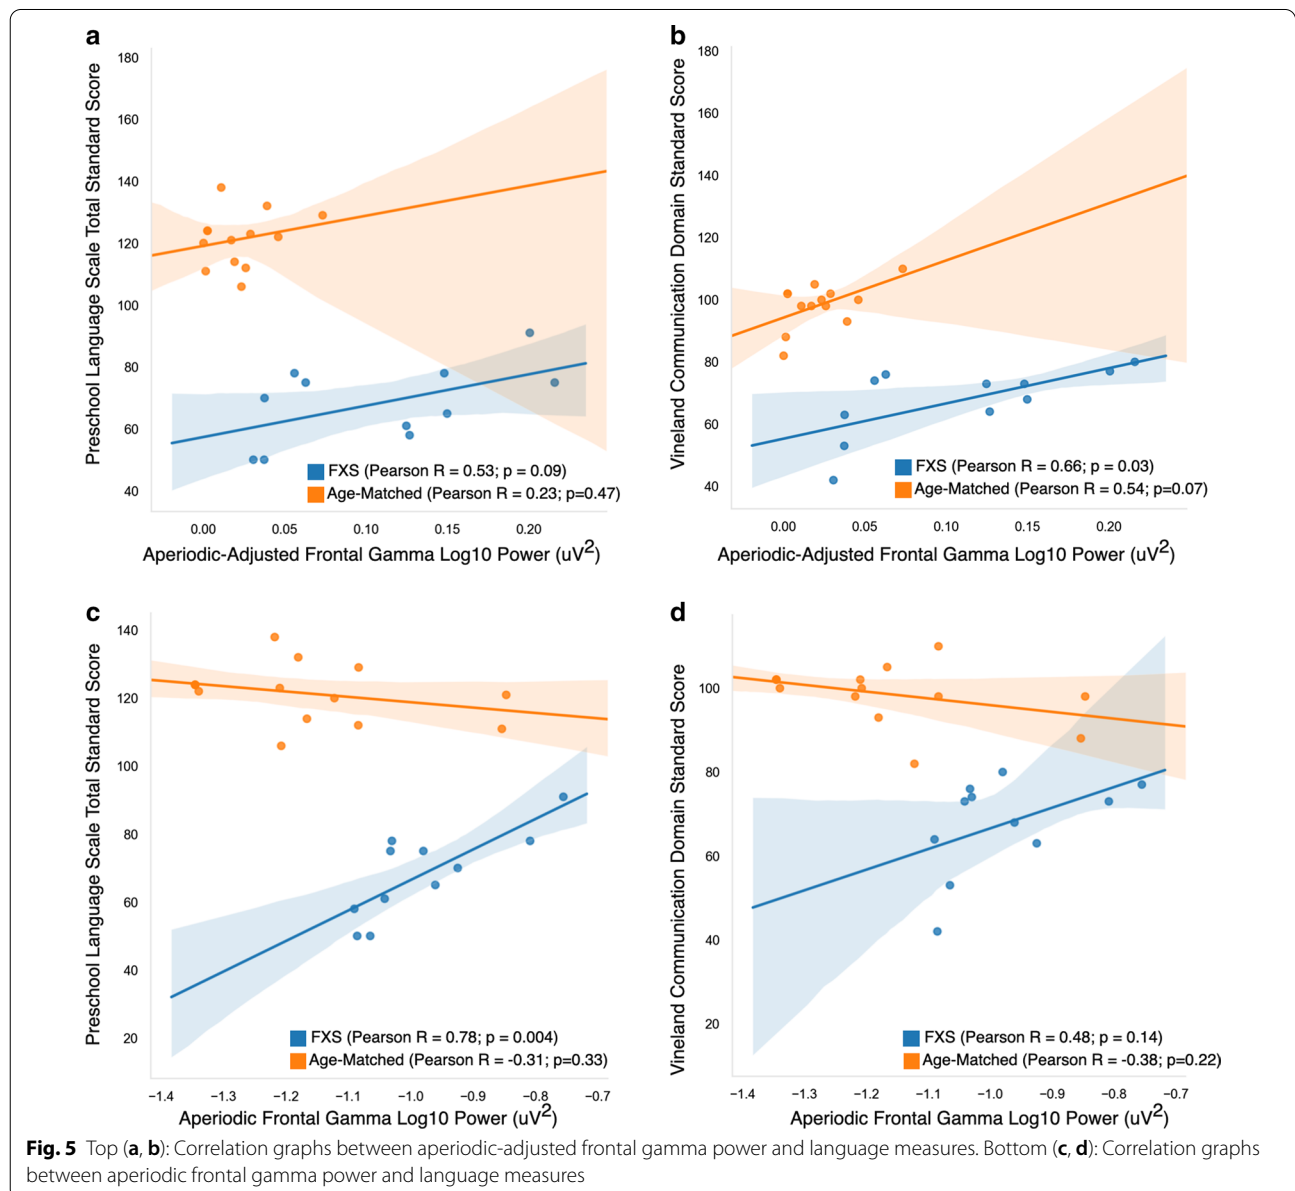 a
Preschool Language Scale Total Standard Score
180
160
140
120
100
80
60
40
FXS (Pearson R = 0.53; p = 0.09)
Age-Matched (Pearson R = 0.23; p=0.47)
0.00 0.05 0.10 0.15 0.20
Aperiodic-Adjusted Frontal Gamma Log10 Power (uV²)
b
Vineland Communication Domain Standard Score
180
160
140
120
100
80
60
40
FXS (Pearson R = 0.66; p = 0.03)
Age-Matched (Pearson R = 0.54; p=0.07)
0.00 0.05 0.10 0.15 0.20
Aperiodic-Adjusted Frontal Gamma Log10 Power (uV²)
c
Preschool Language Scale Total Standard Score
140
120
100
80
60
40
20
FXS (Pearson R = 0.78; p = 0.004)
Age-Matched (Pearson R = -0.31; p=0.33)
−1.4 −1.3 −1.2 −1.1 −1.0 −0.9 −0.8 −0.7
Aperiodic Frontal Gamma Log10 Power (uV²)
d
Vineland Communication Domain Standard Score
100
80
60
40
20
FXS (Pearson R = 0.48; p = 0.14)
Age-Matched (Pearson R = -0.38; p=0.22)
−1.4 −1.3 −1.2 −1.1 −1.0 −0.9 −0.8 −0.7
Aperiodic Frontal Gamma Log10 Power (uV²)
Fig. 5 Top (a, b): Correlation graphs between aperiodic-adjusted frontal gamma power and language measures. Bottom (c, d): Correlation graphs
between aperiodic frontal gamma power and language measures